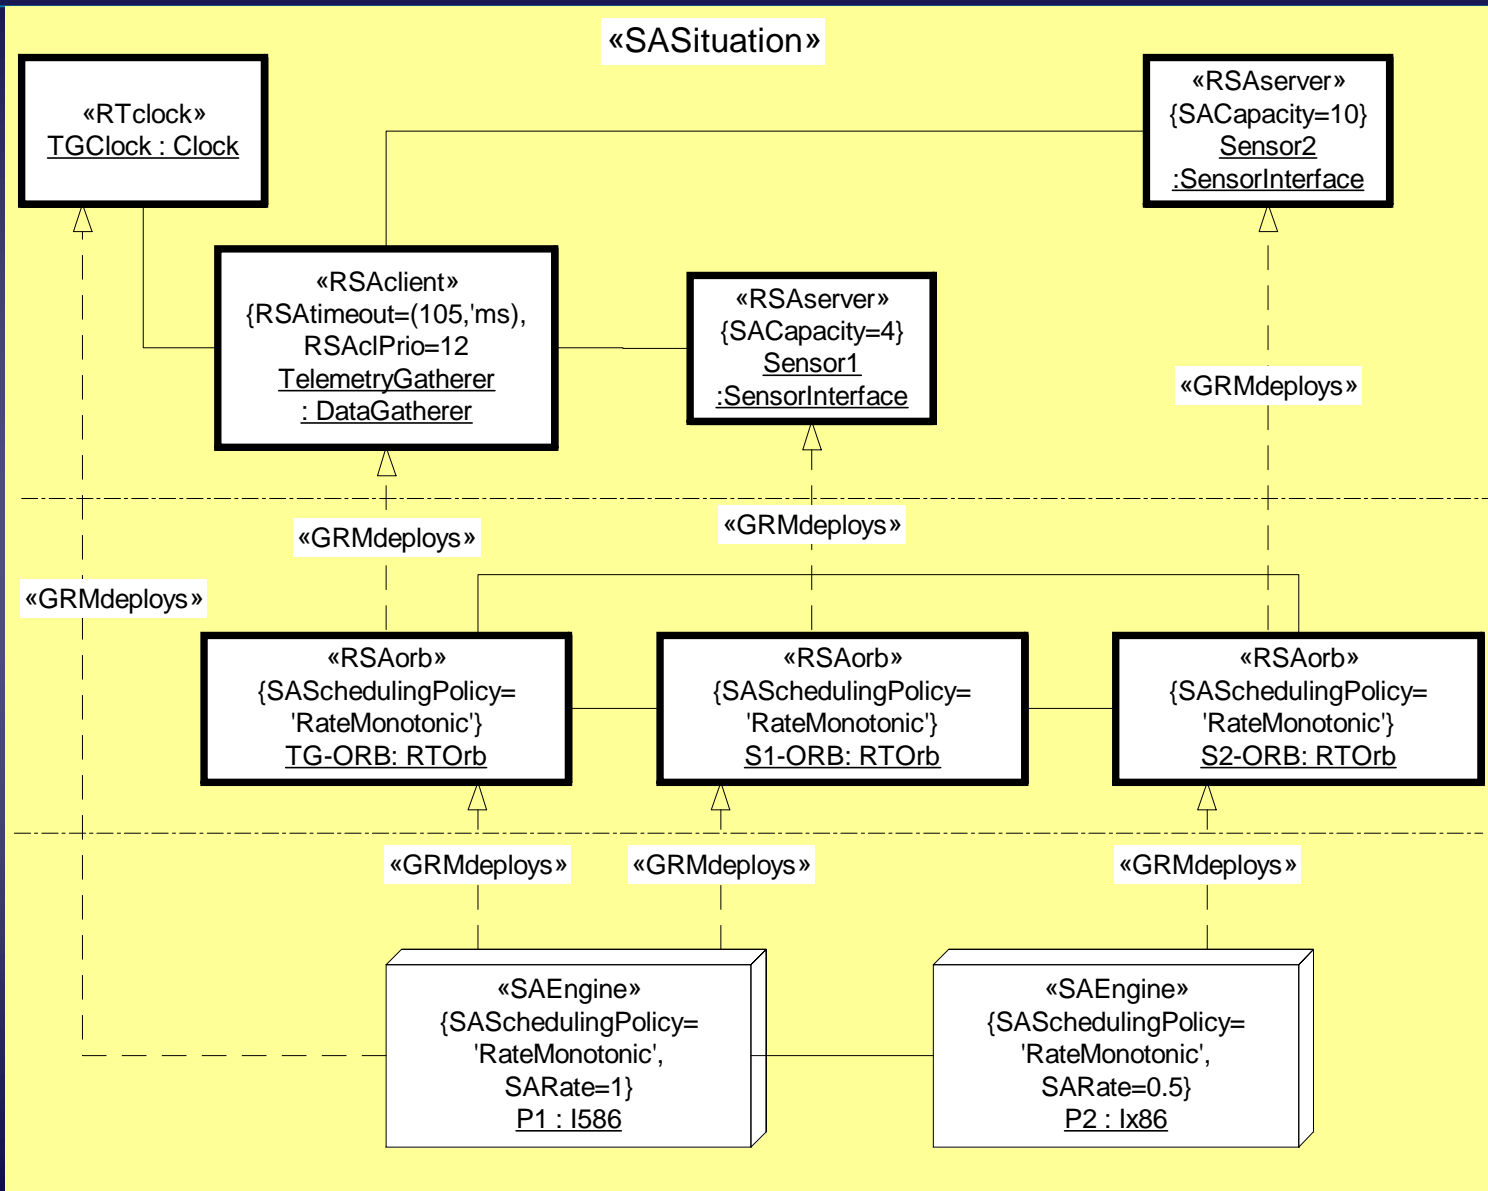 «SASituation»
«RTclock»
TGClock : Clock
«RSAserver»
{SACapacity=10}
Sensor2
:SensorInterface
«RSAclient»
{RSAtimeout=(105,'ms),
RSAclPrio=12
TelemetryGatherer
: DataGatherer
«RSAserver»
{SACapacity=4}
Sensor1
:SensorInterface
«GRMdeploys»
«GRMdeploys»
«GRMdeploys»
«GRMdeploys»
«RSAorb»
{SASchedulingPolicy=
'RateMonotonic'}
TG-ORB: RTOrb
«RSAorb»
{SASchedulingPolicy=
'RateMonotonic'}
S1-ORB: RTOrb
«RSAorb»
{SASchedulingPolicy=
'RateMonotonic'}
S2-ORB: RTOrb
«GRMdeploys»
«GRMdeploys»
«GRMdeploys»
«SAEngine»
{SASchedulingPolicy=
'RateMonotonic',
SARate=1}
P1 : I586
«SAEngine»
{SASchedulingPolicy=
'RateMonotonic',
SARate=0.5}
P2 : Ix86